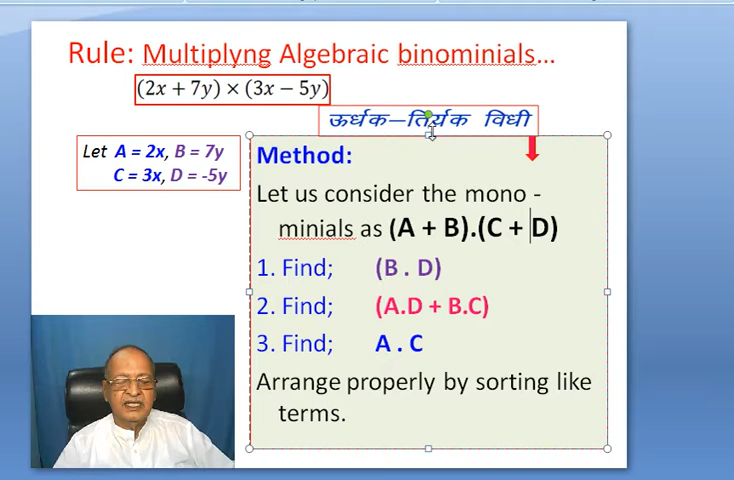 Rule: Multiplyng Algebraic binominials...
(2x + 7y) × (3x − 5y)
ऊर्धक–तिर्यक विधी
Let A = 2x, B = 7y
C = 3x, D = -5y
Method:
Let us consider the mono -
minials as (A + B).(C + D)
1. Find; (B . D)
2. Find; (A.D + B.C)
3. Find; A . C
Arrange properly by sorting like
terms.